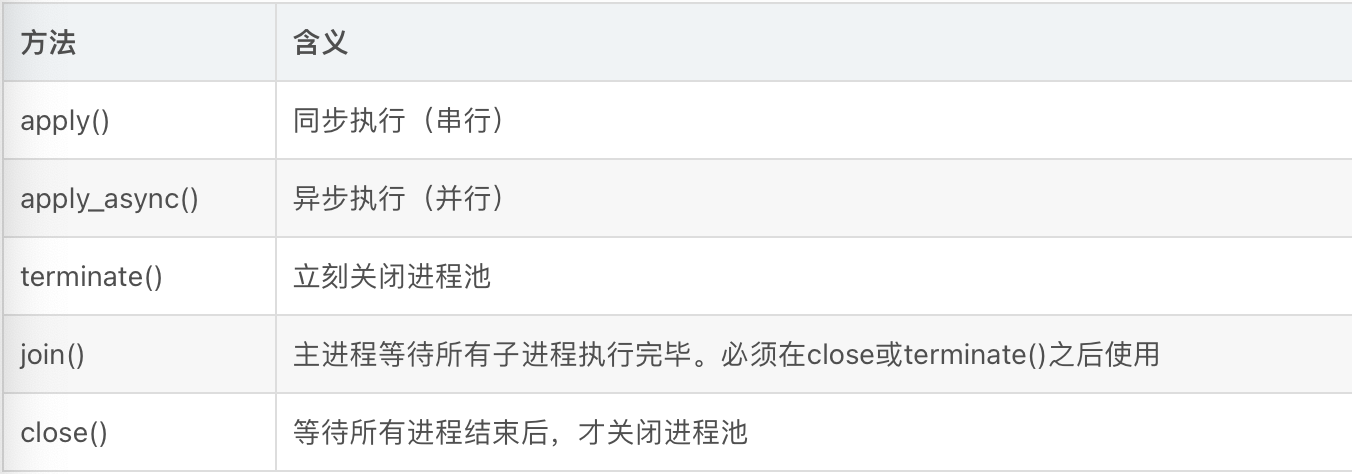 方法 含义
apply() 同步执行（串行）
apply_async() 异步执行（并行）
terminate() 立刻关闭进程池
join() 主进程等待所有子进程执行完毕。必须在close或terminate()之后使用
close() 等待所有进程结束后，才关闭进程池